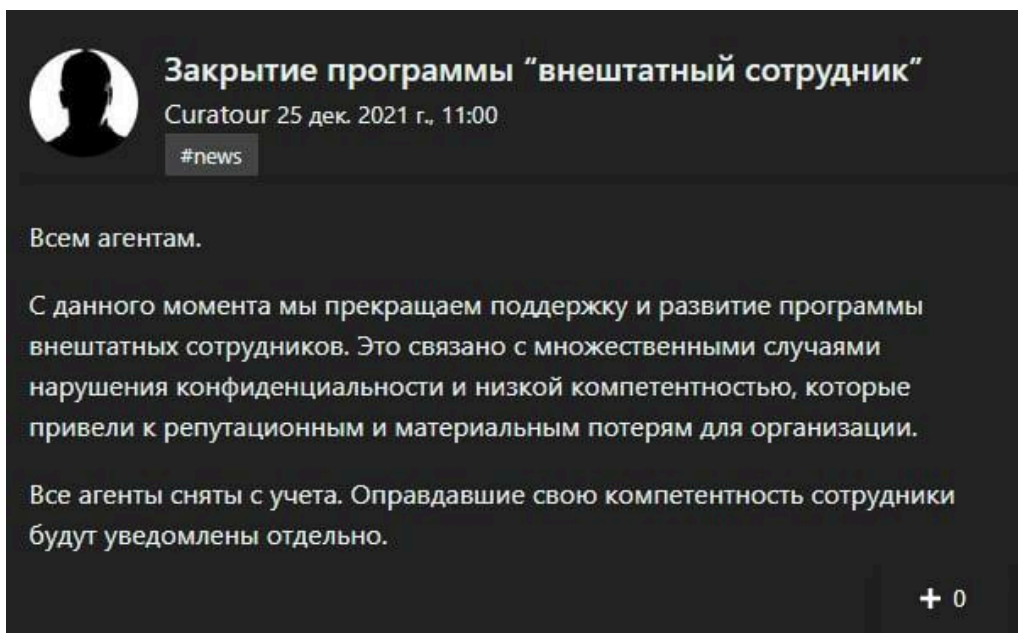 Закрытие программы “внештатный сотрудник”
Curatour 25 дек. 2021 г., 11:00
#news
Всем агентам.
С данного момента мы прекращаем поддержку и развитие программы
внештатных сотрудников. Это связано с множественными случаями
нарушения конфиденциальности и низкой компетентностью, которые
привели к репутационным и материальным потерям для организации.
Все агенты сняты с учета. Оправдавшие свою компетентность сотрудники
будут уведомлены отдельно.
+ 0